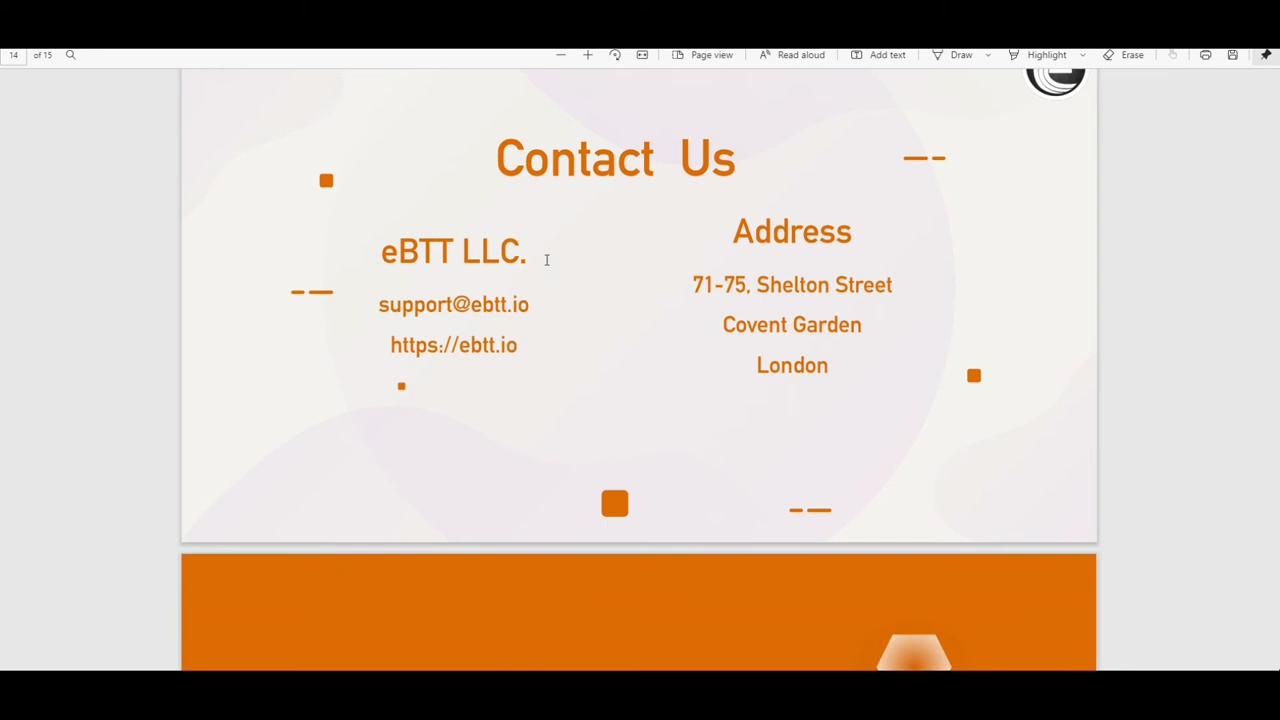 14 of 15
Page view
Read aloud
Add text
Draw
Highlight
Erase
Contact Us
eBTT LLC.
support@ebtt.io
https://ebtt.io
Address
71-75, Shelton Street
Covent Garden
London